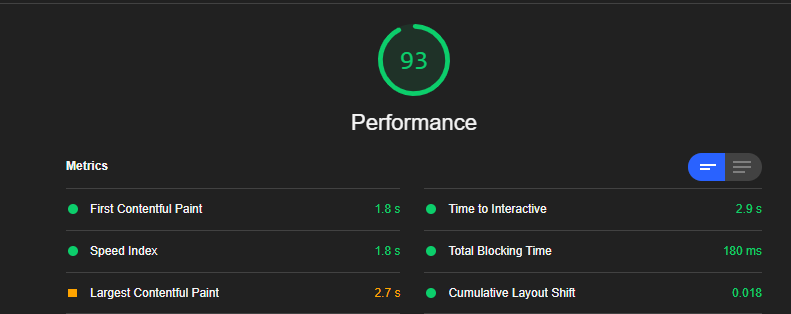 93
Performance
Metrics
First Contentful Paint 1.8 s
Time to Interactive 2.9 s
Speed Index 1.8 s
Total Blocking Time 180 ms
Largest Contentful Paint 2.7 s
Cumulative Layout Shift 0.018